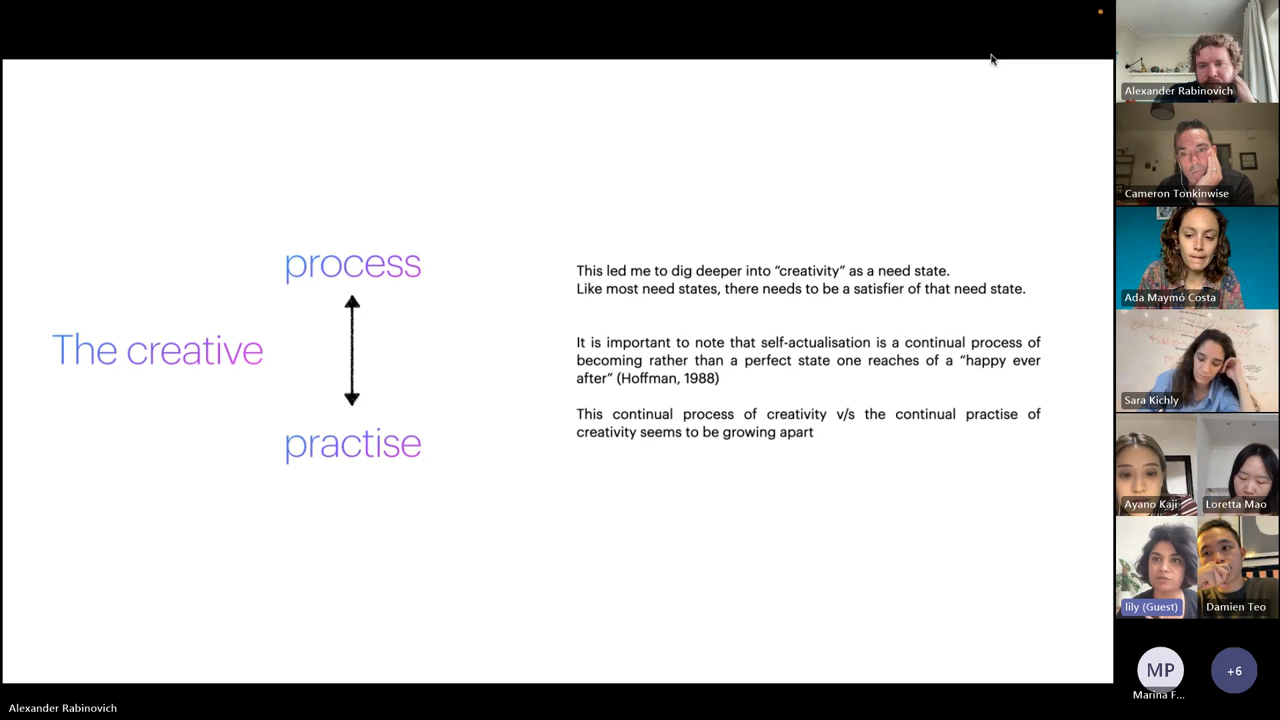 process
The creative
practise
This led me to dig deeper into “creativity” as a need state.
Like most need states, there needs to be a satisfier of that need state.
It is important to note that self-actualisation is a continual process of
becoming rather than a perfect state one reaches of a “happy ever
after” (Hoffman, 1988)
This continual process of creativity v/s the continual practise of
creativity seems to be growing apart
Alexander Rabinovich
Cameron Tonkinwise
Ada Maymó Costa
Sara Kichly
Ayano Kaji
Loretta Mao
lily (Guest)
Damien Teo
MP
+6
Marina F...
Alexander Rabinovich